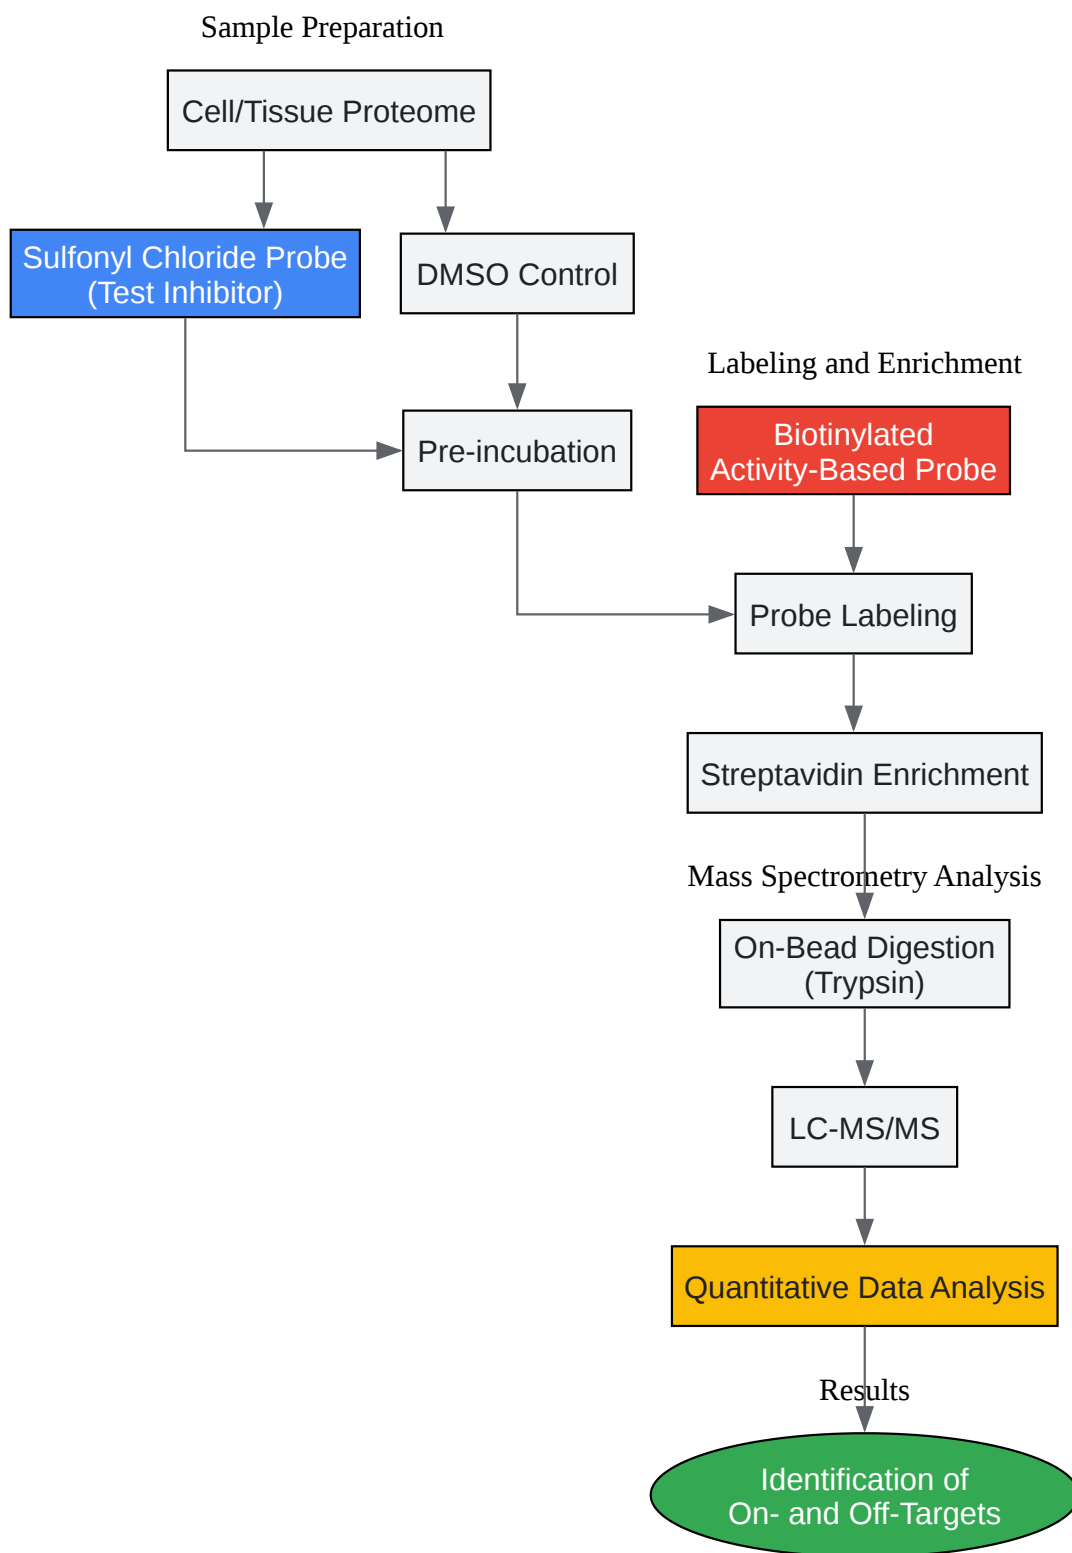 Sample Preparation
Cell/Tissue Proteome
Sulfonyl Chloride Probe
(Test Inhibitor)
DMSO Control
Pre-incubation
Labeling and Enrichment
Biotinylated
Activity-Based Probe
Probe Labeling
Streptavidin Enrichment
Mass Spectrometry Analysis
On-Bead Digestion
(Trypsin)
LC-MS/MS
Quantitative Data Analysis
Results
Identification of
On- and Off-Targets